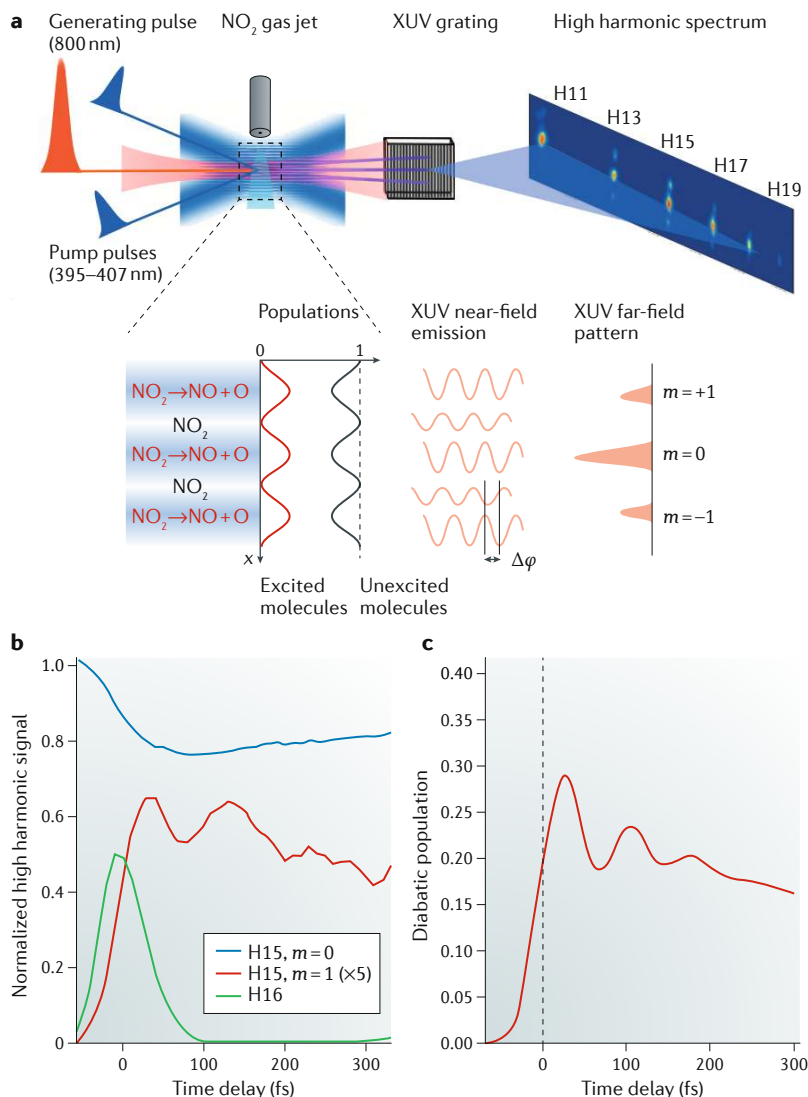 a
Generating pulse
(800 nm)
NO₂ gas jet
XUV grating
High harmonic spectrum
H11
H13
H15
H17
H19
Pump pulses
(395–407 nm)
Populations
0
1
XUV near-field
emission
XUV far-field
pattern
NO₂→NO + O
NO₂
NO₂→NO + O
NO₂
NO₂→NO + O
x
Excited
molecules
Unexcited
molecules
Δφ
m = +1
m = 0
m = −1
b
Normalized high harmonic signal
1.0
0.8
0.6
0.4
0.2
0
H15, m = 0
H15, m = 1 (×5)
H16
0
100
200
300
Time delay (fs)
c
Diabatic population
0.40
0.35
0.30
0.25
0.20
0.15
0.10
0.05
0.00
0
100
200
300
Time delay (fs)